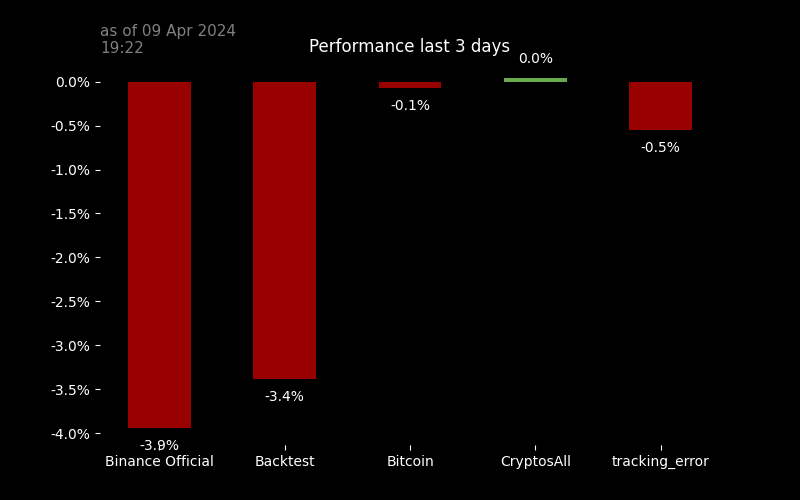 as of 09 Apr 2024
19:22
Performance last 3 days
0.0%
0.0%
-0.5%
-1.0%
-1.5%
-2.0%
-2.5%
-3.0%
-3.5%
-4.0%
-0.1%
-0.5%
-3.4%
-3.9%
Binance Official
Backtest
Bitcoin
CryptosAll
tracking_error